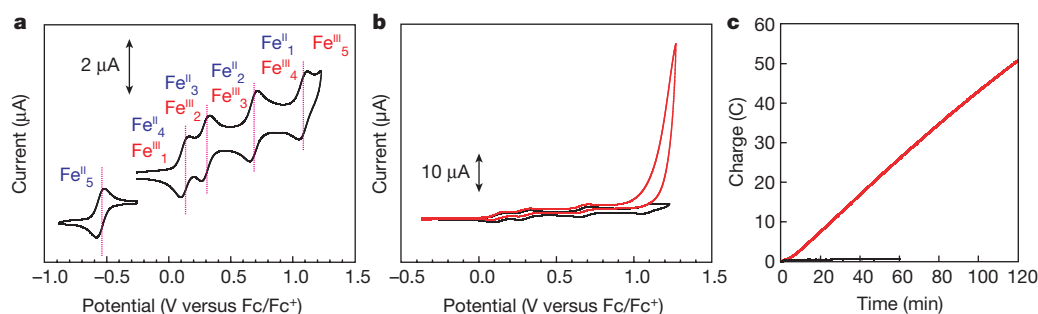 a
2 μA
Fe^II_5
Fe^II_4
Fe^III_1
Fe^II_3
Fe^III_2
Fe^II_2
Fe^III_3
Fe^II_1
Fe^III_4
Fe^III_5
Current (μA)
–1.0 0.0 0.5 1.0 1.5
Potential (V versus Fc/Fc⁺)
b
10 μA
Current (μA)
–0.5 0.0 0.5 1.0 1.5
Potential (V versus Fc/Fc⁺)
c
Charge (C)
60
50
40
30
20
10
0
0 20 40 60 80 100 120
Time (min)